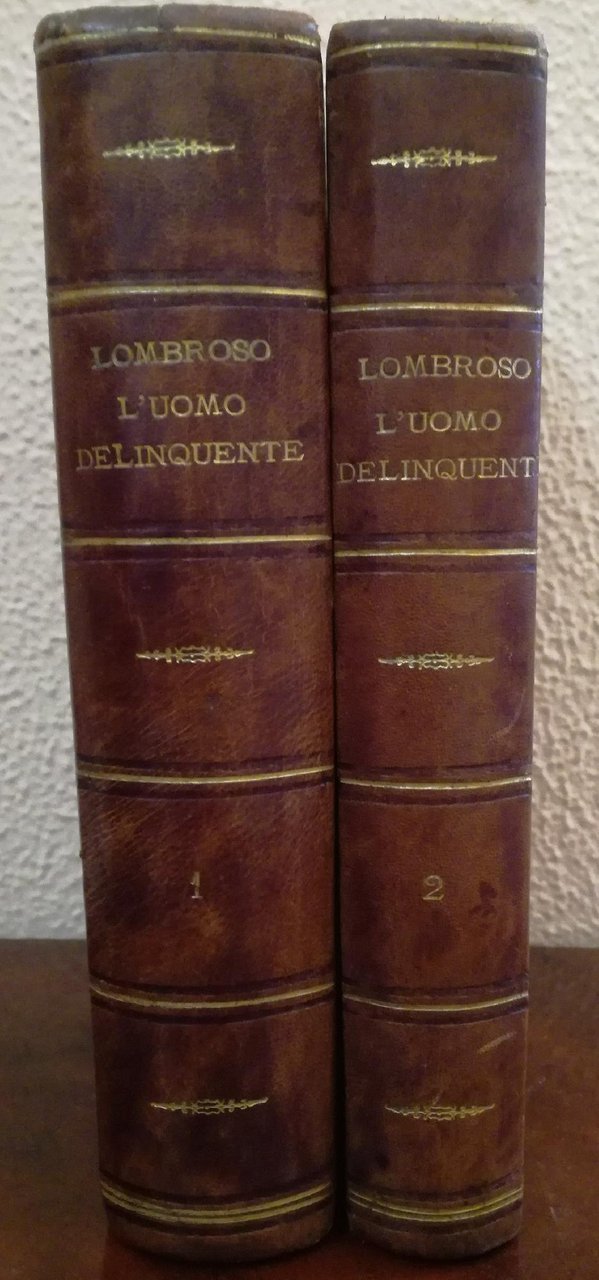 LOMBROSO
L'UOMO
DELINQUENTE
1
LOMBROSO
L'UOMO
DELINQUENT
2